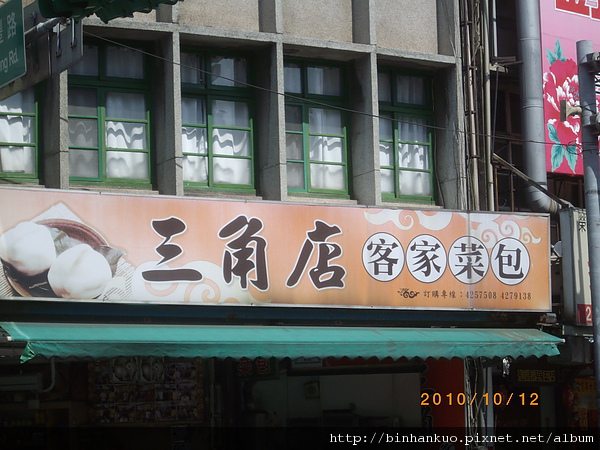 Rd.
三角店 客家菜包
訂購專線：4257508 4279138
2010/10/12
http://binhankuo.pixnet.net/album